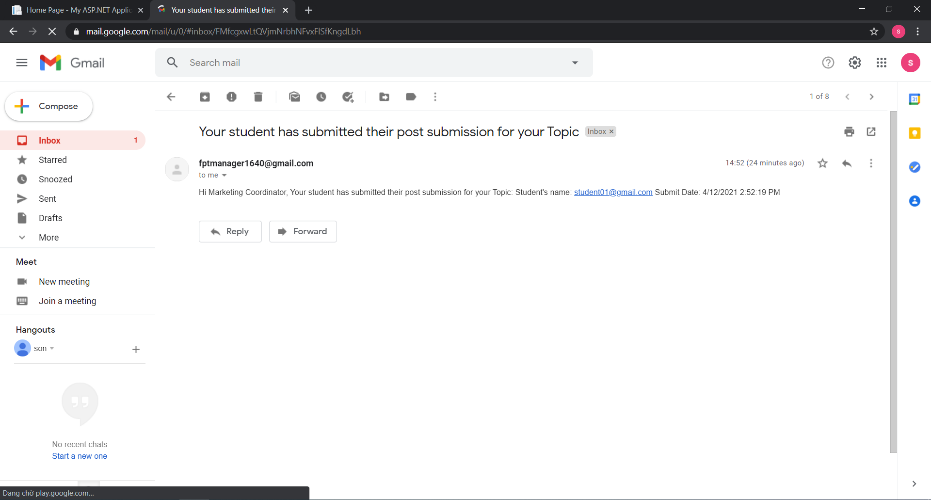 Home Page - My ASP.NET Applic
Your student has submitted their
mail.google.com/mail/u/0/#inbox/FMfcgxwLtQVjmNrbhNFvxFlSfKngdLbh
S
Gmail
Search mail
S
Compose
1 of 8
31
Your student has submitted their post submission for your Topic
Inbox ×
Inbox 1
Starred
Snoozed
Sent
Drafts
More
fptmanager1640@gmail.com
14:52 (24 minutes ago)
to me
Hi Marketing Coordinator, Your student has submitted their post submission for your Topic: Student's name: student01@gmail.com Submit Date: 4/12/2021 2:52:19 PM
Reply
Forward
Meet
New meeting
Join a meeting
Hangouts
son
No recent chats
Start a new one
Đang chờ play.google.com...